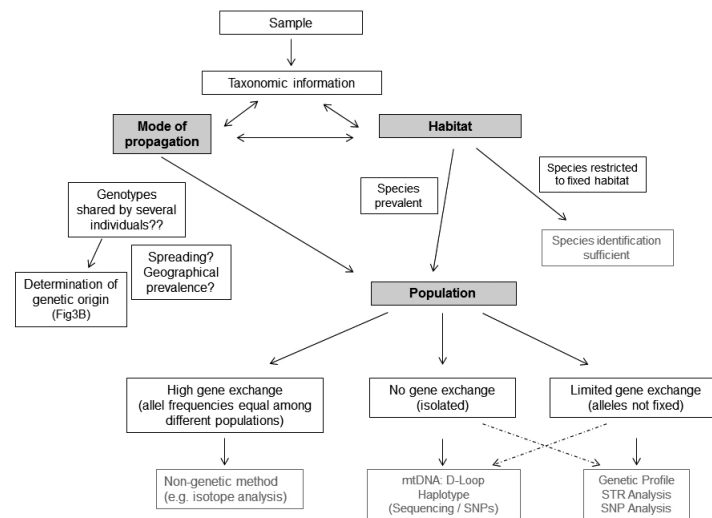 Sample
Taxonomic information
Mode of
propagation
Habitat
Genotypes
shared by several
individuals??
Species
prevalent
Species restricted
to fixed habitat
Spreading?
Geographical
prevalence?
Species identification
sufficient
Determination of
genetic origin
(Fig3B)
Population
High gene exchange
(allel frequencies equal among
different populations)
No gene exchange
(isolated)
Limited gene exchange
(alleles not fixed)
Non-genetic method
(e.g. isotope analysis)
mtDNA: D-Loop
Haplotype
(Sequencing / SNPs)
Genetic Profile
STR Analysis
SNP Analysis